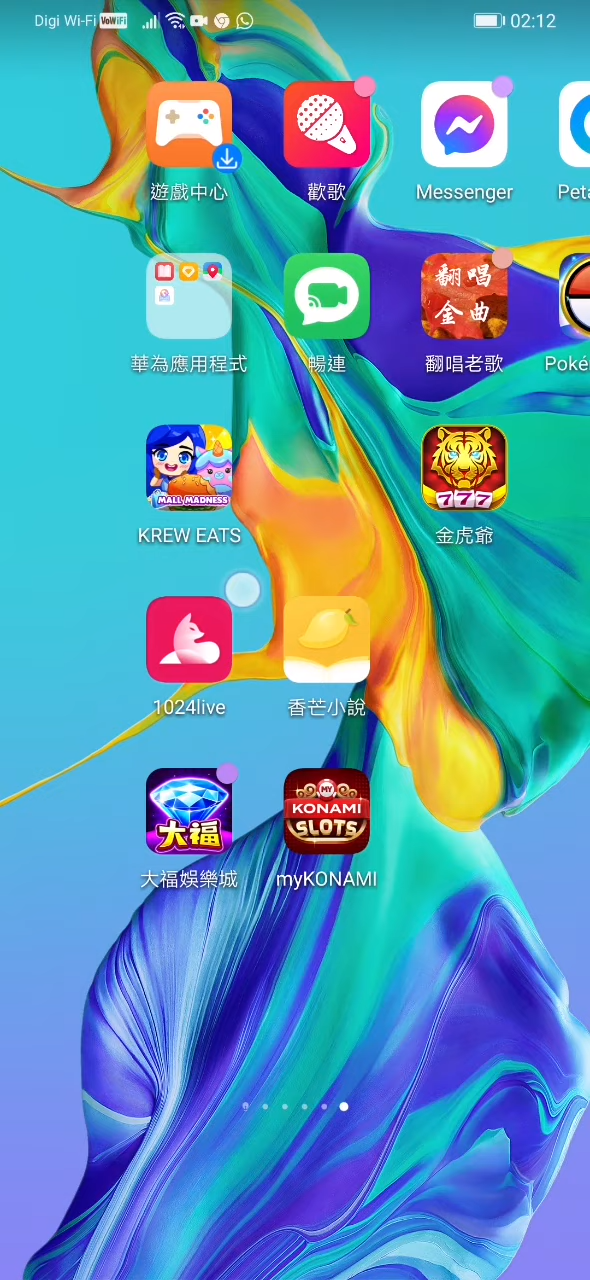 Digi Wi-Fi VoWiFi 02:12
遊戲中心 歡歌 Messenger Peta
翻唱
金曲
華為應用程式 暢連 翻唱老歌 Poké
MALL MADNESS
777
KREW EATS 金虎爺
1024live 香芒小說
大福
MY
KONAMI
SLOTS
大福娛樂城 myKONAMI